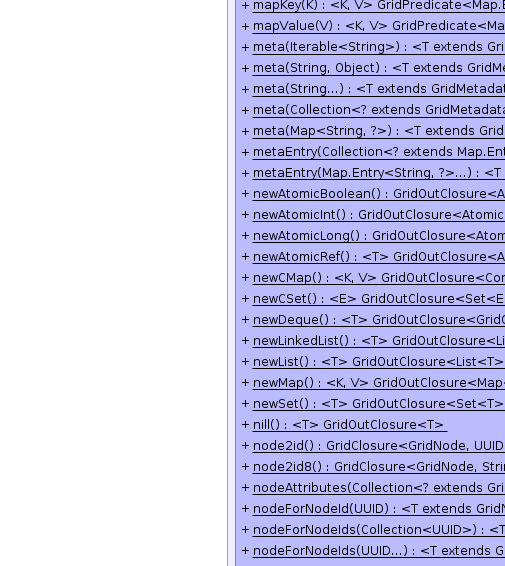 + mapKey(K) : <K, V> GridPredicate<Map.E
+ mapValue(V) : <K, V> GridPredicate<Ma
+ meta(Iterable<String>) : <T extends Gri
+ meta(String, Object) : <T extends GridMe
+ meta(String...) : <T extends GridMetadat
+ meta(Collection<? extends GridMetadata
+ meta(Map<String, ?>) : <T extends Grid
+ metaEntry(Collection<? extends Map.Ent
+ metaEntry(Map.Entry<String, ?>...) : <T
+ newAtomicBoolean() : GridOutClosure<A
+ newAtomicInt() : GridOutClosure<Atomic
+ newAtomicLong() : GridOutClosure<Atom
+ newAtomicRef() : <T> GridOutClosure<A
+ newCMap() : <K, V> GridOutClosure<Con
+ newCSet() : <E> GridOutClosure<Set<E
+ newDeque() : <T> GridOutClosure<GridC
+ newLinkedList() : <T> GridOutClosure<Li
+ newList() : <T> GridOutClosure<List<T>
+ newMap() : <K, V> GridOutClosure<Map
+ newSet() : <T> GridOutClosure<Set<T>
+ nill() : <T> GridOutClosure<T>
+ node2id() : GridClosure<GridNode, UUID
+ node2id8() : GridClosure<GridNode, Stri
+ nodeAttributes(Collection<? extends Gri
+ nodeForNodeId(UUID) : <T extends GridN
+ nodeForNodeIds(Collection<UUID>) : <T
+ nodeForNodeIds(UUID...) : <T extends G